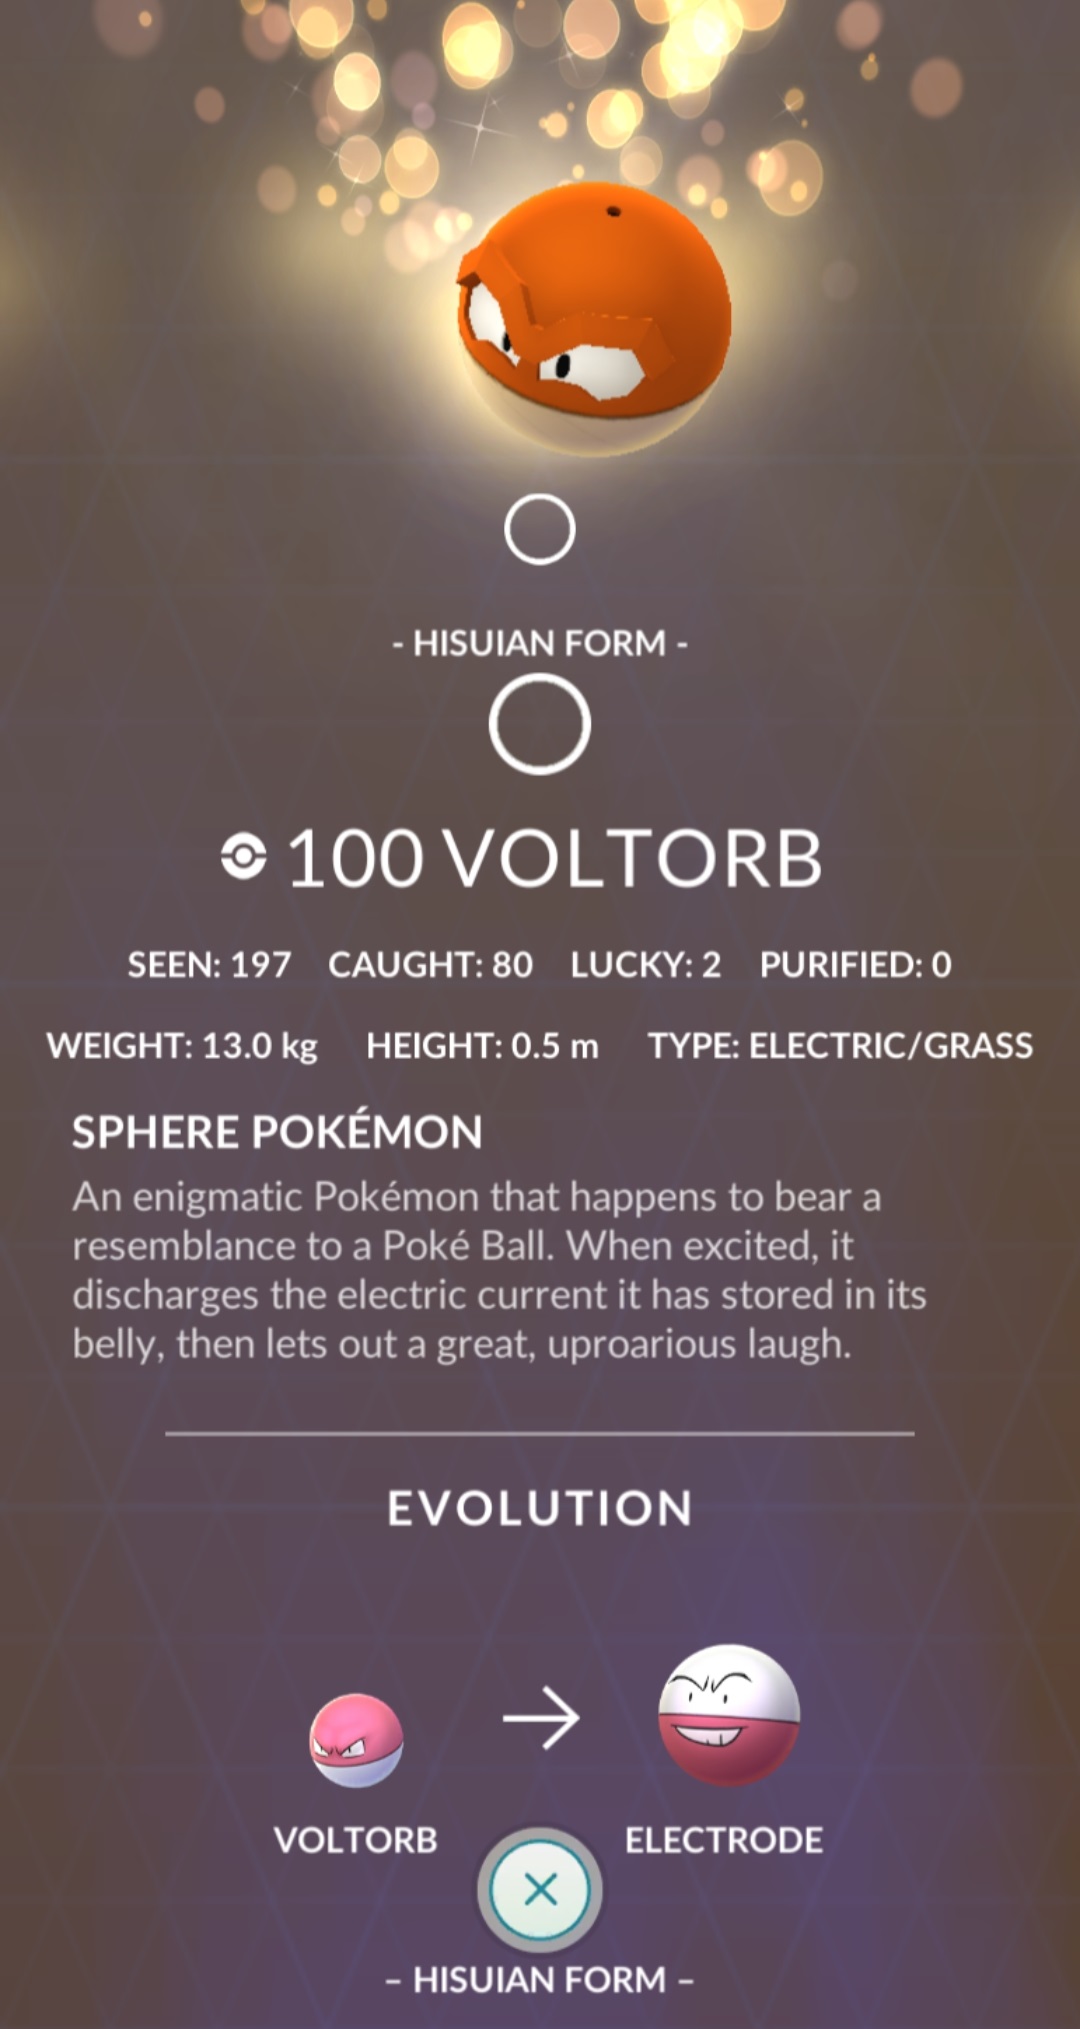 - HISUIAN FORM -
100 VOLTORB
SEEN: 197 CAUGHT: 80 LUCKY: 2 PURIFIED: 0
WEIGHT: 13.0 kg HEIGHT: 0.5 m TYPE: ELECTRIC/GRASS
SPHERE POKÉMON
An enigmatic Pokémon that happens to bear a
resemblance to a Poké Ball. When excited, it
discharges the electric current it has stored in its
belly, then lets out a great, uproarious laugh.
EVOLUTION
VOLTORB ELECTRODE
– HISUIAN FORM –